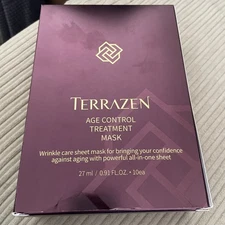 TERRAZEN
AGE CONTROL
TREATMENT
MASK
Wrinkle care sheet mask for bringing your confidence
against aging with powerful all-in-one sheet
27 ml / 0.91 FL.OZ. • 10ea